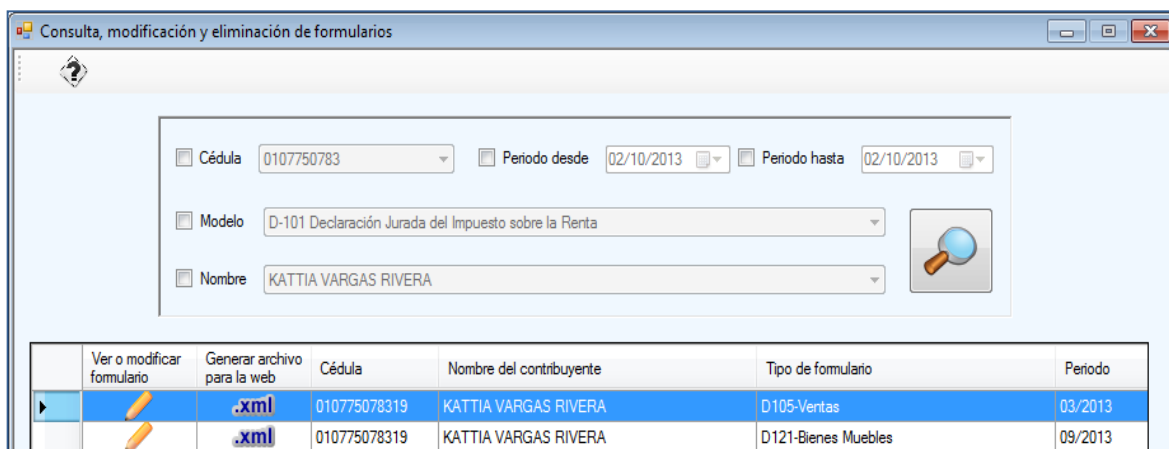 Consulta, modificación y eliminación de formularios
Cédula 0107750783 Periodo desde 02/10/2013 Periodo hasta 02/10/2013
Modelo D-101 Declaración Jurada del Impuesto sobre la Renta
Nombre KATTIA VARGAS RIVERA
Ver o modificar formulario Generar archivo para la web Cédula Nombre del contribuyente Tipo de formulario Periodo
.xml 010775078319 KATTIA VARGAS RIVERA D105-Ventas 03/2013
.xml 010775078319 KATTIA VARGAS RIVERA D121-Bienes Muebles 09/2013